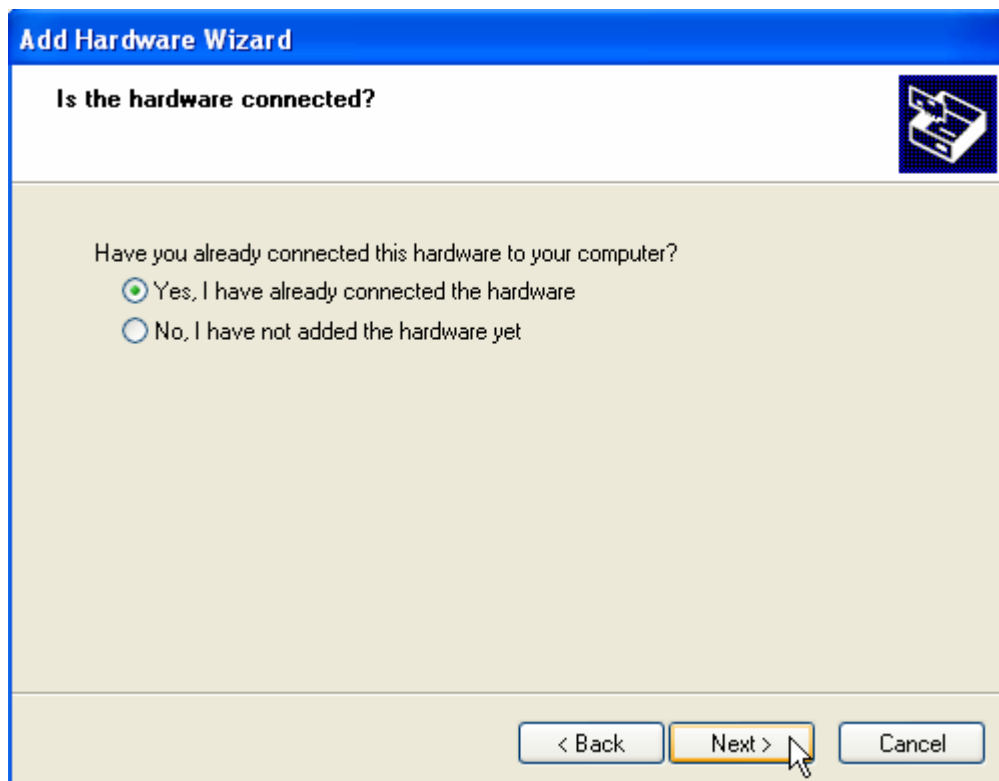 Add Hardware Wizard
Is the hardware connected?
Have you already connected this hardware to your computer?
Yes, I have already connected the hardware
No, I have not added the hardware yet
< Back Next > Cancel